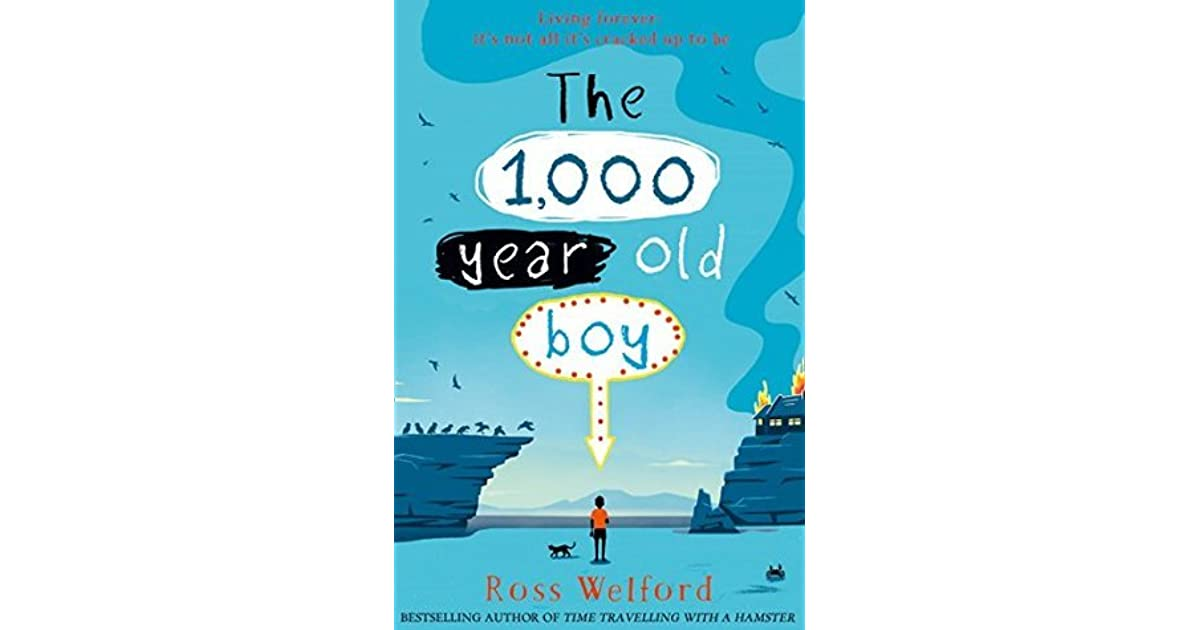 Living forever:
it's not all it's cracked up to be
The
1,000
year old
boy
Ross Welford
BESTSELLING AUTHOR OF TIME TRAVELLING WITH A HAMSTER